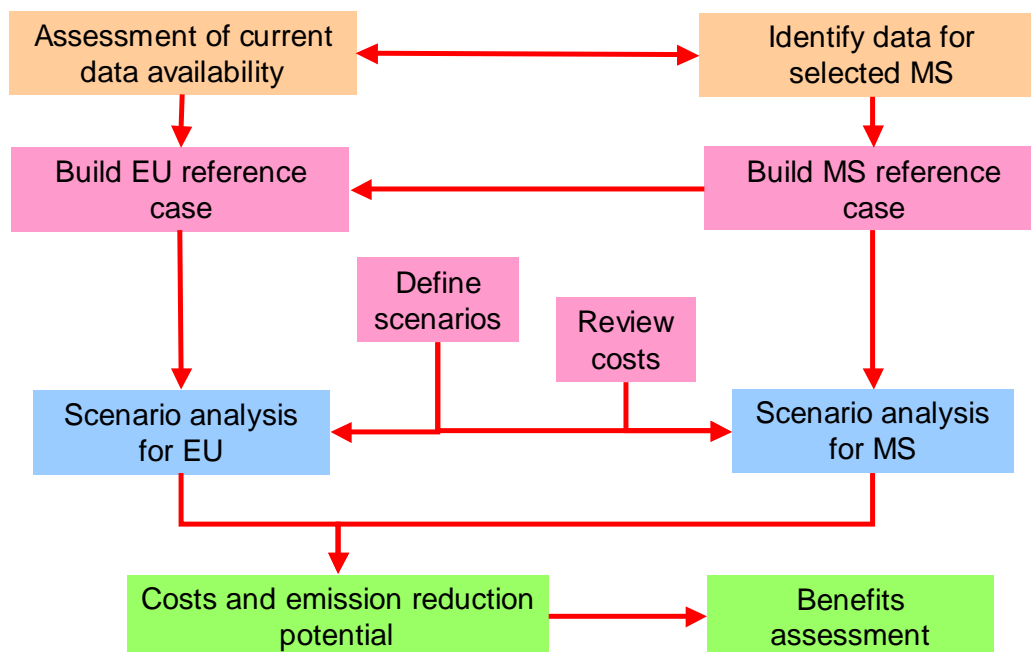 Assessment of current
data availability
Identify data for
selected MS
Build EU reference
case
Build MS reference
case
Define
scenarios
Review
costs
Scenario analysis
for EU
Scenario analysis
for MS
Costs and emission reduction
potential
Benefits
assessment